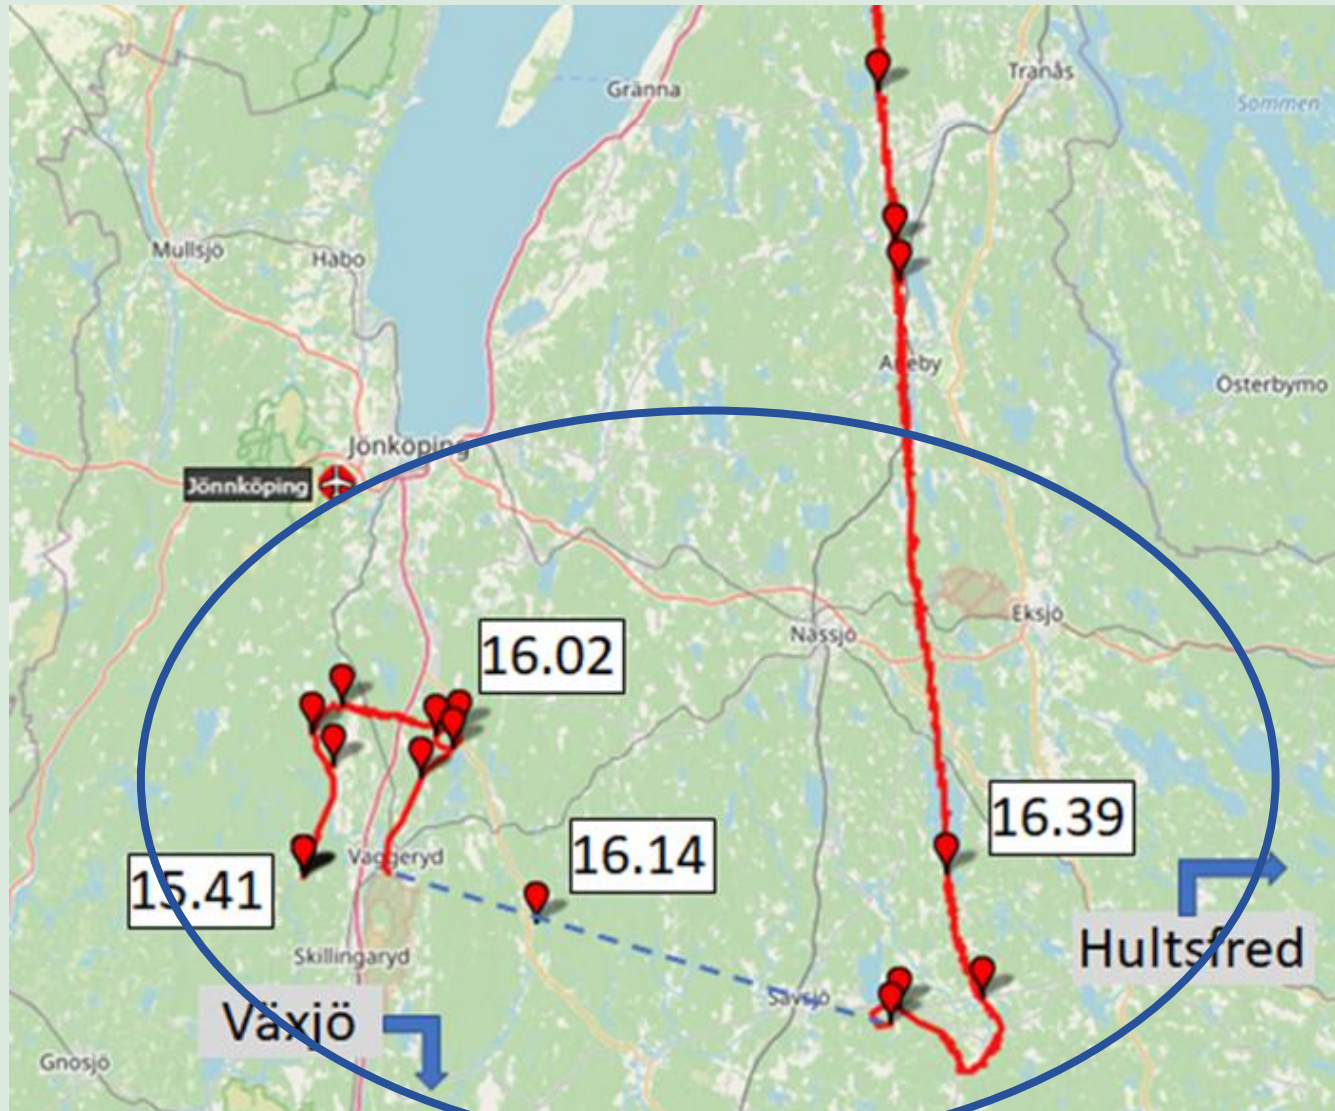 Gränna
Tranås
Sommen
Mullsjö
Habo
Aneby
Österbymo
Jönköping
Jönnköping
Eksjö
Nässjö
16.02
16.39
16.14
Vaggeryd
15.41
Hultsfred
Skillingaryd
Sävsjö
Växjö
Gnosjö